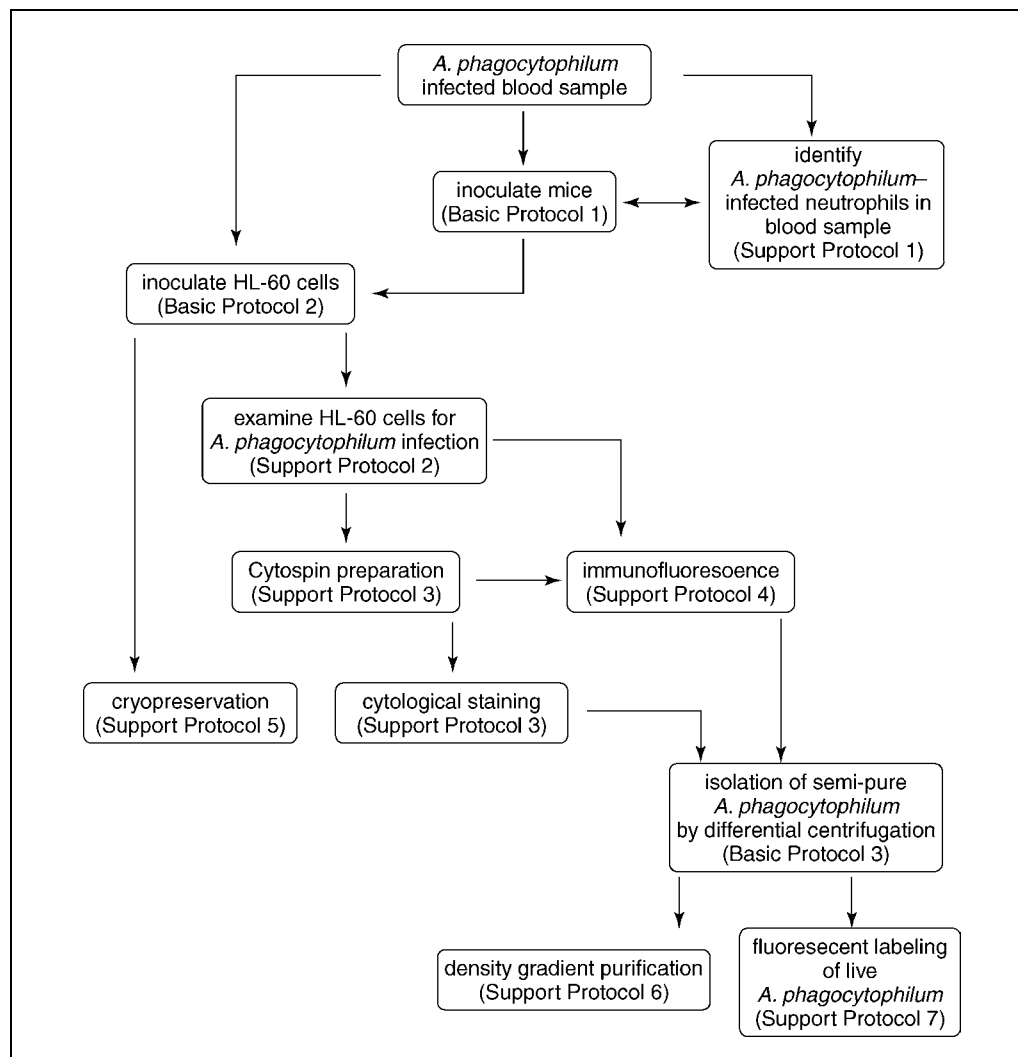 A. phagocytophilum
infected blood sample
inoculate mice
(Basic Protocol 1)
identify
A. phagocytophilum–
infected neutrophils in
blood sample
(Support Protocol 1)
inoculate HL-60 cells
(Basic Protocol 2)
examine HL-60 cells for
A. phagocytophilum infection
(Support Protocol 2)
Cytospin preparation
(Support Protocol 3)
immunofluoresoence
(Support Protocol 4)
cryopreservation
(Support Protocol 5)
cytological staining
(Support Protocol 3)
isolation of semi-pure
A. phagocytophilum
by differential centrifugation
(Basic Protocol 3)
density gradient purification
(Support Protocol 6)
fluoresecent labeling
of live
A. phagocytophilum
(Support Protocol 7)